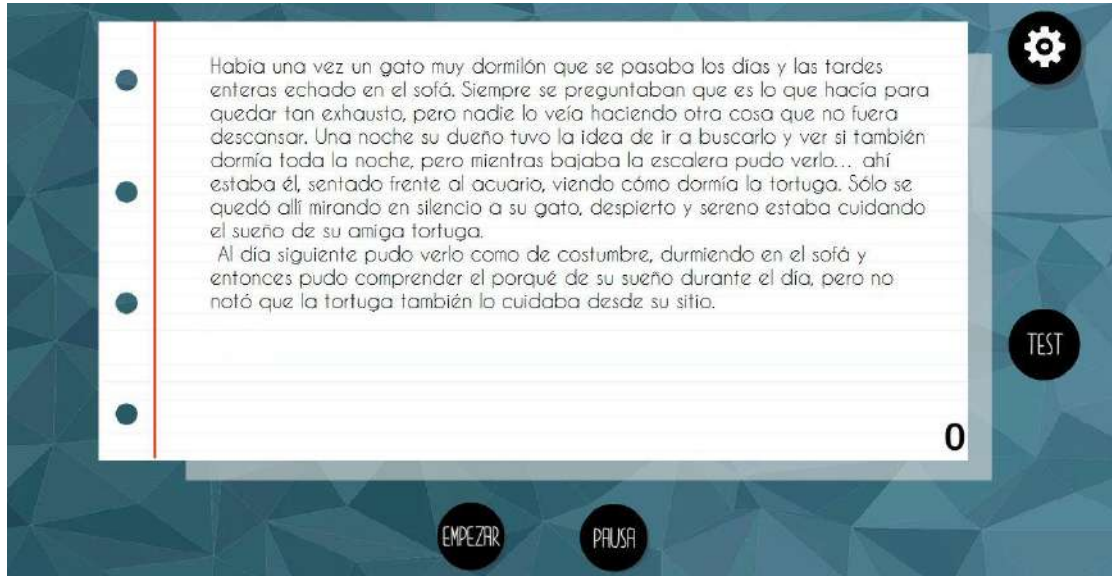 Había una vez un gato muy dormilón que se pasaba los días y las tardes
enteras echado en el sofá. Siempre se preguntaban que es lo que hacía para
quedar tan exhausto, pero nadie lo veía haciendo otra cosa que no fuera
descansar. Una noche su dueño tuvo la idea de ir a buscarlo y ver si también
dormía toda la noche, pero mientras bajaba la escalera pudo verlo... ahí
estaba él, sentado frente al acuario, viendo cómo dormía la tortuga. Sólo se
quedó allí mirando en silencio a su gato, despierto y sereno estaba cuidando
el sueño de su amiga tortuga.
Al día siguiente pudo verlo como de costumbre, durmiendo en el sofá y
entonces pudo comprender el porqué de su sueño durante el día, pero no
notó que la tortuga también lo cuidaba desde su sitio.
TEST
0
EMPEZAR
PAUSA